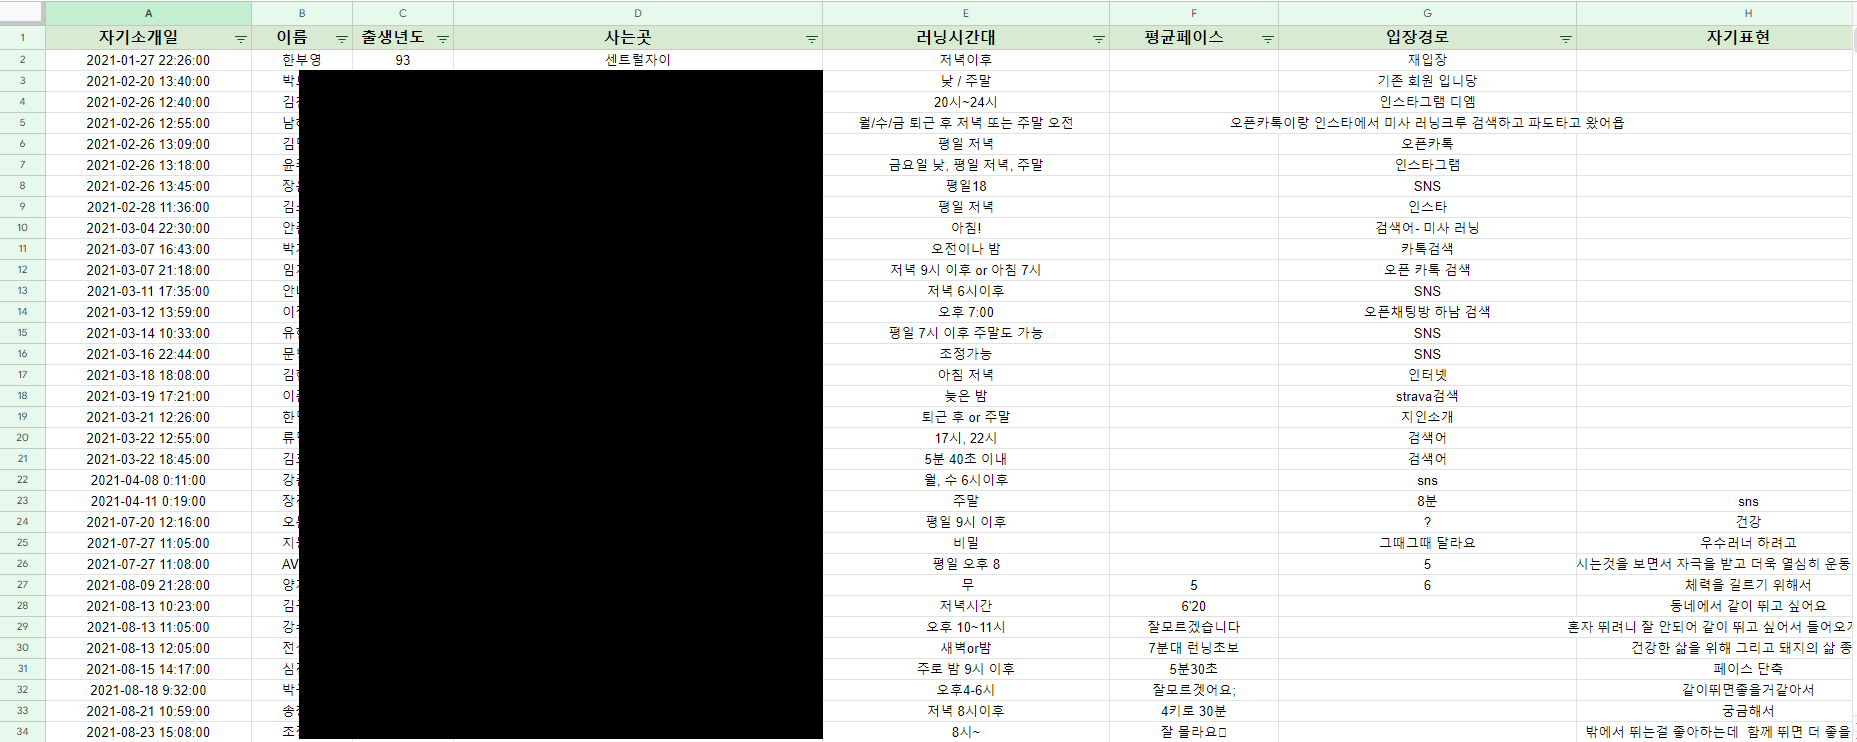 A B C D E F G H
1 자기소개일 이름 출생년도 사는곳 러닝시간대 평균페이스 입장경로 자기표현
2 2021-01-27 22:26:00 한부영 93 센트럴자이 저녁이후 재입장
3 2021-02-20 13:40:00 박 낮 / 주말 기존 회원 입니당
4 2021-02-26 12:40:00 김 20시~24시 인스타그램 디엠
5 2021-02-26 12:55:00 남 월/수/금 퇴근 후 저녁 또는 주말 오전 오픈카톡이랑 인스타에서 미사 러닝크루 검색하고 파도타고 왔어욥
6 2021-02-26 13:09:00 김 평일 저녁 오픈카톡
7 2021-02-26 13:18:00 윤 금요일 낮, 평일 저녁, 주말 인스타그램
8 2021-02-26 13:45:00 장 평일18 SNS
9 2021-02-28 11:36:00 김 평일 저녁 인스타
10 2021-03-04 22:30:00 안 아침! 검색어- 미사 러닝
11 2021-03-07 16:43:00 박 오전이나 밤 카톡검색
12 2021-03-07 21:18:00 임 저녁 9시 이후 or 아침 7시 오픈 카톡 검색
13 2021-03-11 17:35:00 안 저녁 6시이후 SNS
14 2021-03-12 13:59:00 이 오후 7:00 오픈채팅방 하남 검색
15 2021-03-14 10:33:00 유 평일 7시 이후 주말도 가능 SNS
16 2021-03-16 22:44:00 문 조정가능 SNS
17 2021-03-18 18:08:00 김 아침 저녁 인터넷
18 2021-03-19 17:21:00 이 늦은 밤 strava검색
19 2021-03-21 12:26:00 한 퇴근 후 or 주말 지인소개
20 2021-03-22 12:55:00 류 17시, 22시 검색어
21 2021-03-22 18:45:00 김 5분 40초 이내 검색어
22 2021-04-08 0:11:00 강 월, 수 6시이후 sns
23 2021-04-11 0:19:00 장 주말 8분 sns
24 2021-07-20 12:16:00 오 평일 9시 이후 ? 건강
25 2021-07-27 11:05:00 지 비밀 그때그때 달라요 우수러너 하려고
26 2021-07-27 11:08:00 AV 평일 오후 8 5 시는것을 보면서 자극을 받고 더욱 열심히 운동
27 2021-08-09 21:28:00 양 무 5 6 체력을 길르기 위해서
28 2021-08-13 10:23:00 김 저녁시간 6'20 동네에서 같이 뛰고 싶어요
29 2021-08-13 11:05:00 강 오후 10~11시 잘모르겠습니다 혼자 뛰려니 잘 안되어 같이 뛰고 싶어서 들어오
30 2021-08-13 12:05:00 전 새벽or밤 7분대 런닝초보 건강한 삶을 위해 그리고 돼지의 삶 종
31 2021-08-15 14:17:00 심 주로 밤 9시 이후 5분30초 페이스 단축
32 2021-08-18 9:32:00 박 오후4-6시 잘모르겟어요; 같이뛰면좋을거같아서
33 2021-08-21 10:59:00 송 저녁 8시이후 4키로 30분 궁금해서
34 2021-08-23 15:08:00 조 8시~ 잘 몰라요 밖에서 뛰는걸 좋아하는데 함께 뛰면 더 좋을